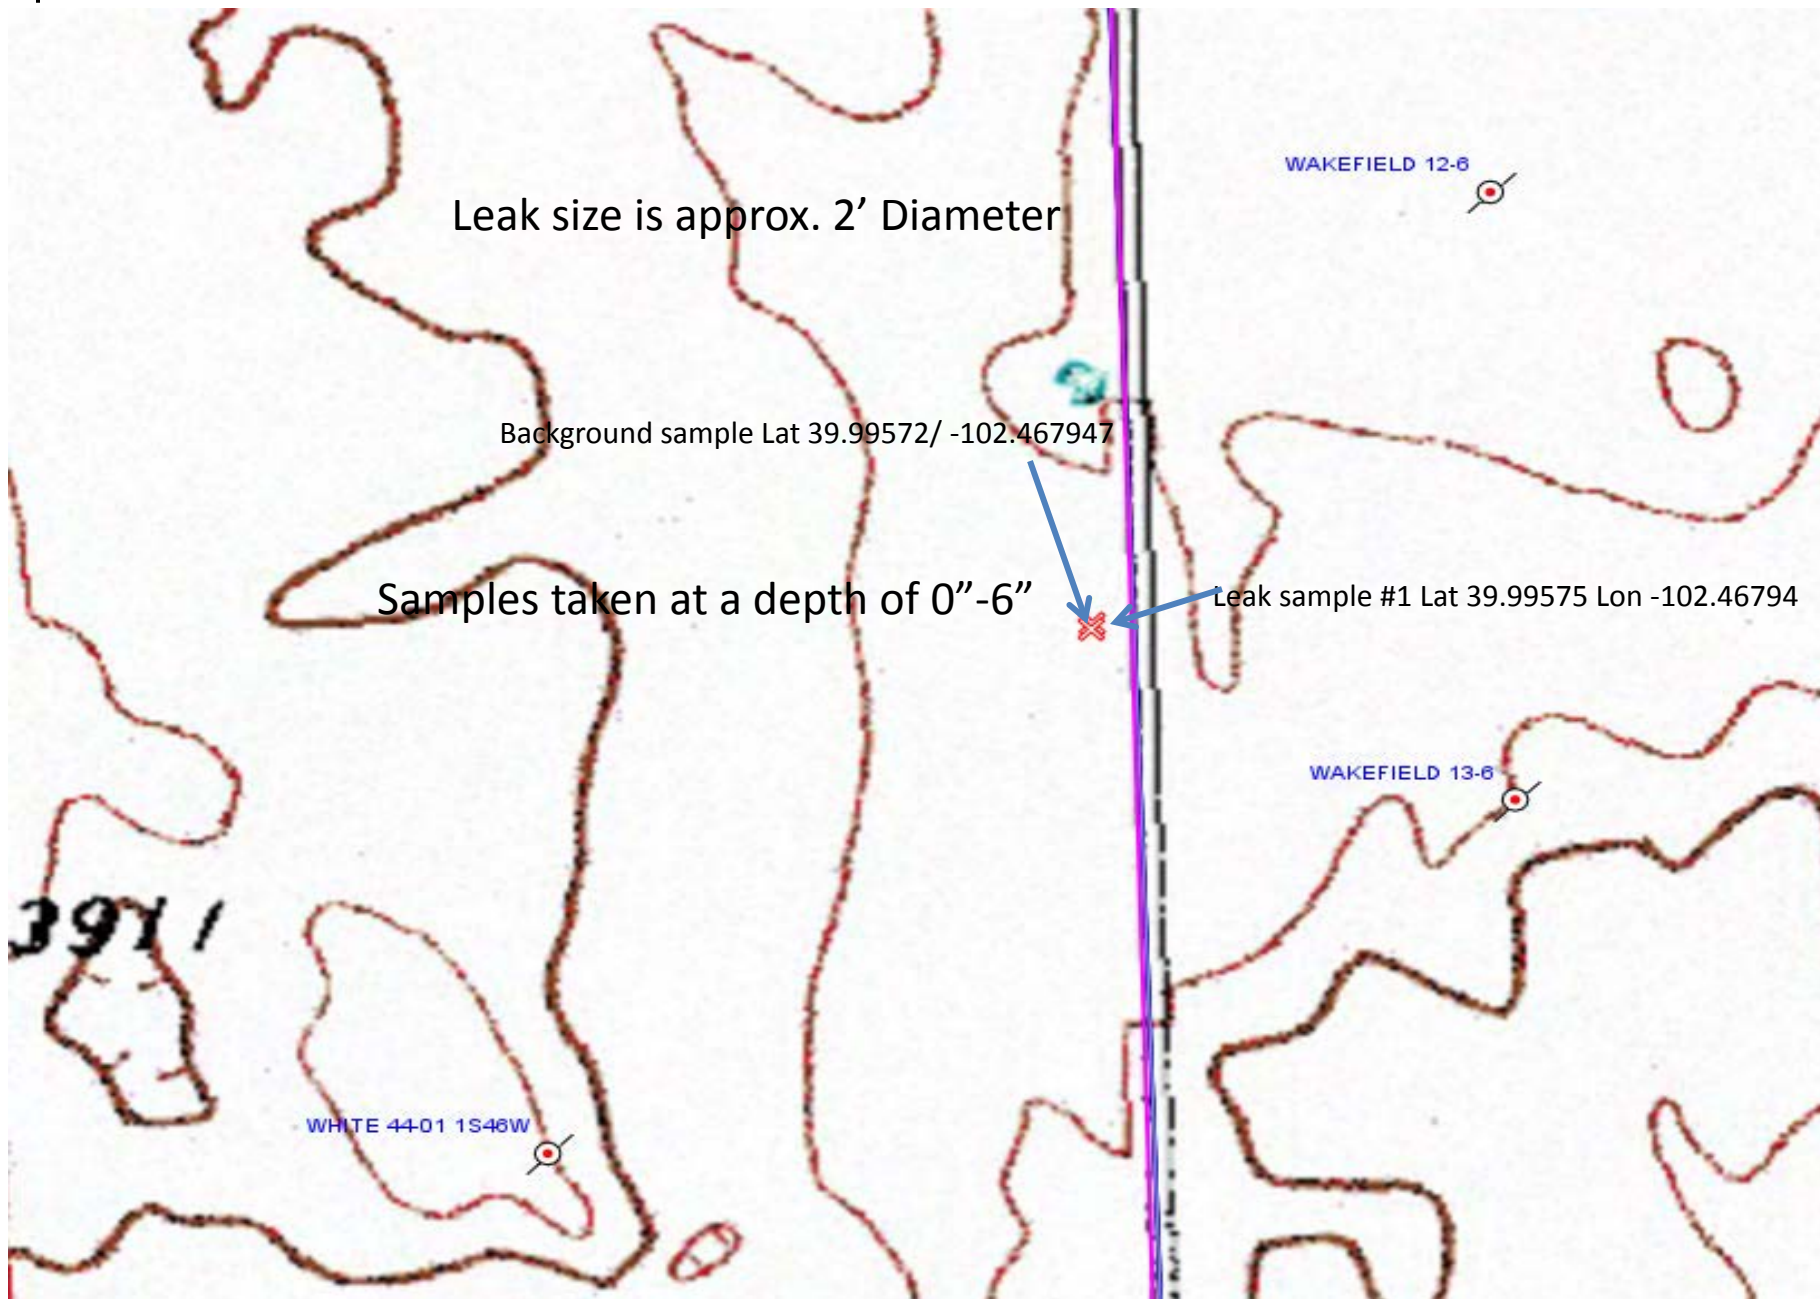 WAKEFIELD 12-6
Leak size is approx. 2’ Diameter
Background sample Lat 39.99572/ -102.467947
Samples taken at a depth of 0”-6”
Leak sample #1 Lat 39.99575 Lon -102.46794
WAKEFIELD 13-6
3911
WHITE 44-01 1S46W